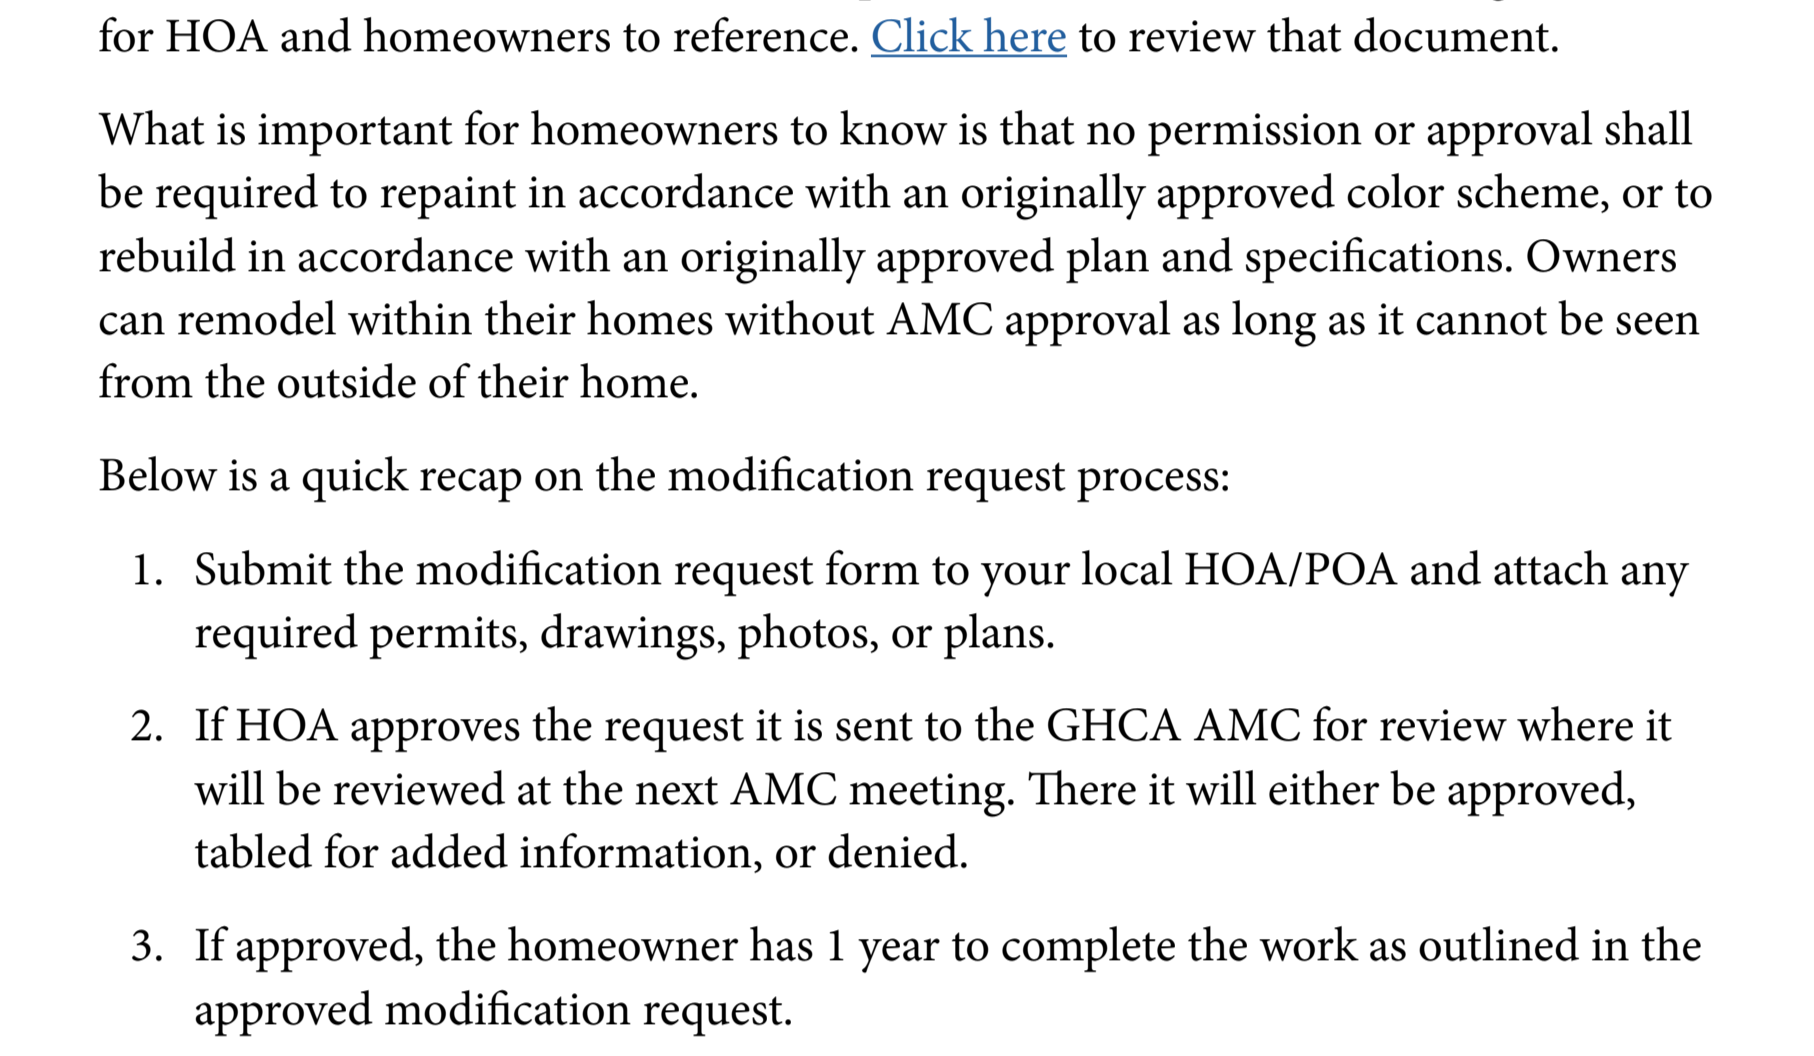 for HOA and homeowners to reference. Click here to review that document.
What is important for homeowners to know is that no permission or approval shall
be required to repaint in accordance with an originally approved color scheme, or to
rebuild in accordance with an originally approved plan and specifications. Owners
can remodel within their homes without AMC approval as long as it cannot be seen
from the outside of their home.
Below is a quick recap on the modification request process:
1. Submit the modification request form to your local HOA/POA and attach any
required permits, drawings, photos, or plans.
2. If HOA approves the request it is sent to the GHCA AMC for review where it
will be reviewed at the next AMC meeting. There it will either be approved,
tabled for added information, or denied.
3. If approved, the homeowner has 1 year to complete the work as outlined in the
approved modification request.